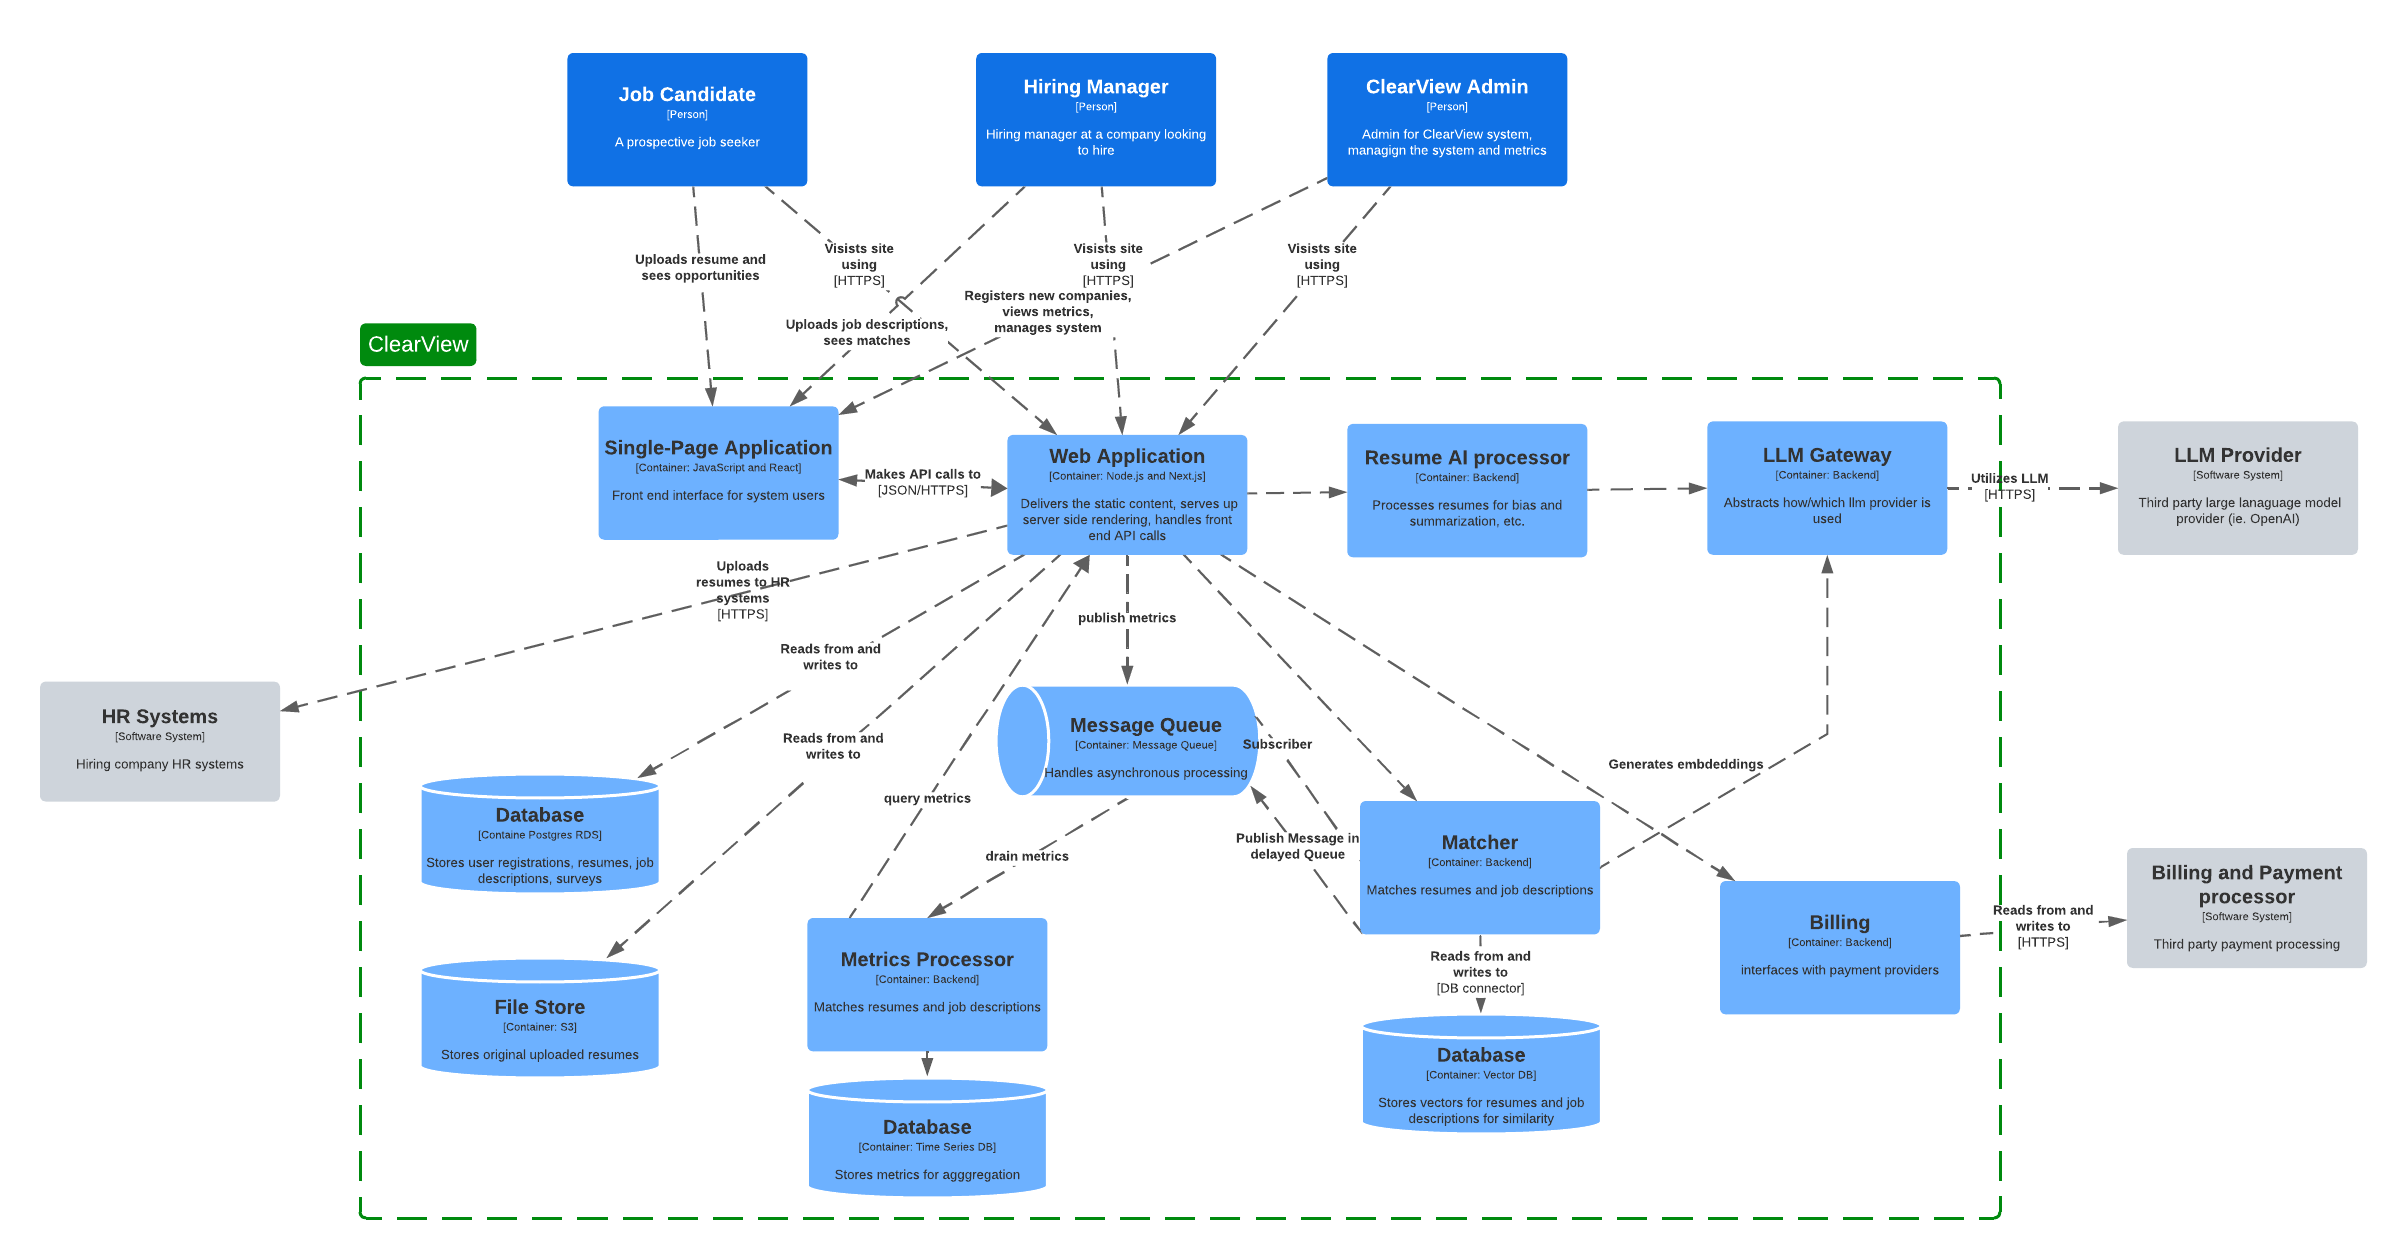 Job Candidate
[Person]
A prospective job seeker
Hiring Manager
[Person]
Hiring manager at a company looking
to hire
ClearView Admin
[Person]
Admin for ClearView system,
managign the system and metrics
Uploads resume and
sees opportunities
Visists site
using
[HTTPS]
Visists site
using
[HTTPS]
Visists site
using
[HTTPS]
Registers new companies,
views metrics,
manages system
Uploads job descriptions,
sees matches
ClearView
Single-Page Application
[Container: JavaScript and React]
Front end interface for system users
Makes API calls to
[JSON/HTTPS]
Web Application
[Container: Node.js and Next.js]
Delivers the static content, serves up
server side rendering, handles front
end API calls
Resume AI processor
[Container: Backend]
Processes resumes for bias and
summarization, etc.
LLM Gateway
[Container: Backend]
Abstracts how/which llm provider is
used
Utilizes LLM
[HTTPS]
LLM Provider
[Software System]
Third party large lanaguage model
provider (ie. OpenAI)
Uploads
resumes to HR
systems
[HTTPS]
publish metrics
Reads from and
writes to
HR Systems
[Software System]
Hiring company HR systems
Message Queue
[Container: Message Queue]
Handles asynchronous processing
Subscriber
Reads from and
writes to
Generates embdeddings
query metrics
Database
[Containe Postgres RDS]
Stores user registrations, resumes, job
descriptions, surveys
Publish Message in
delayed Queue
drain metrics
Matcher
[Container: Backend]
Matches resumes and job descriptions
Billing and Payment
processor
[Software System]
Third party payment processing
Billing
[Container: Backend]
interfaces with payment providers
Reads from and
writes to
[HTTPS]
Metrics Processor
[Container: Backend]
Matches resumes and job descriptions
Reads from and
writes to
[DB connector]
File Store
[Container: S3]
Stores original uploaded resumes
Database
[Container: Vector DB]
Stores vectors for resumes and job
descriptions for similarity
Database
[Container: Time Series DB]
Stores metrics for agggregation